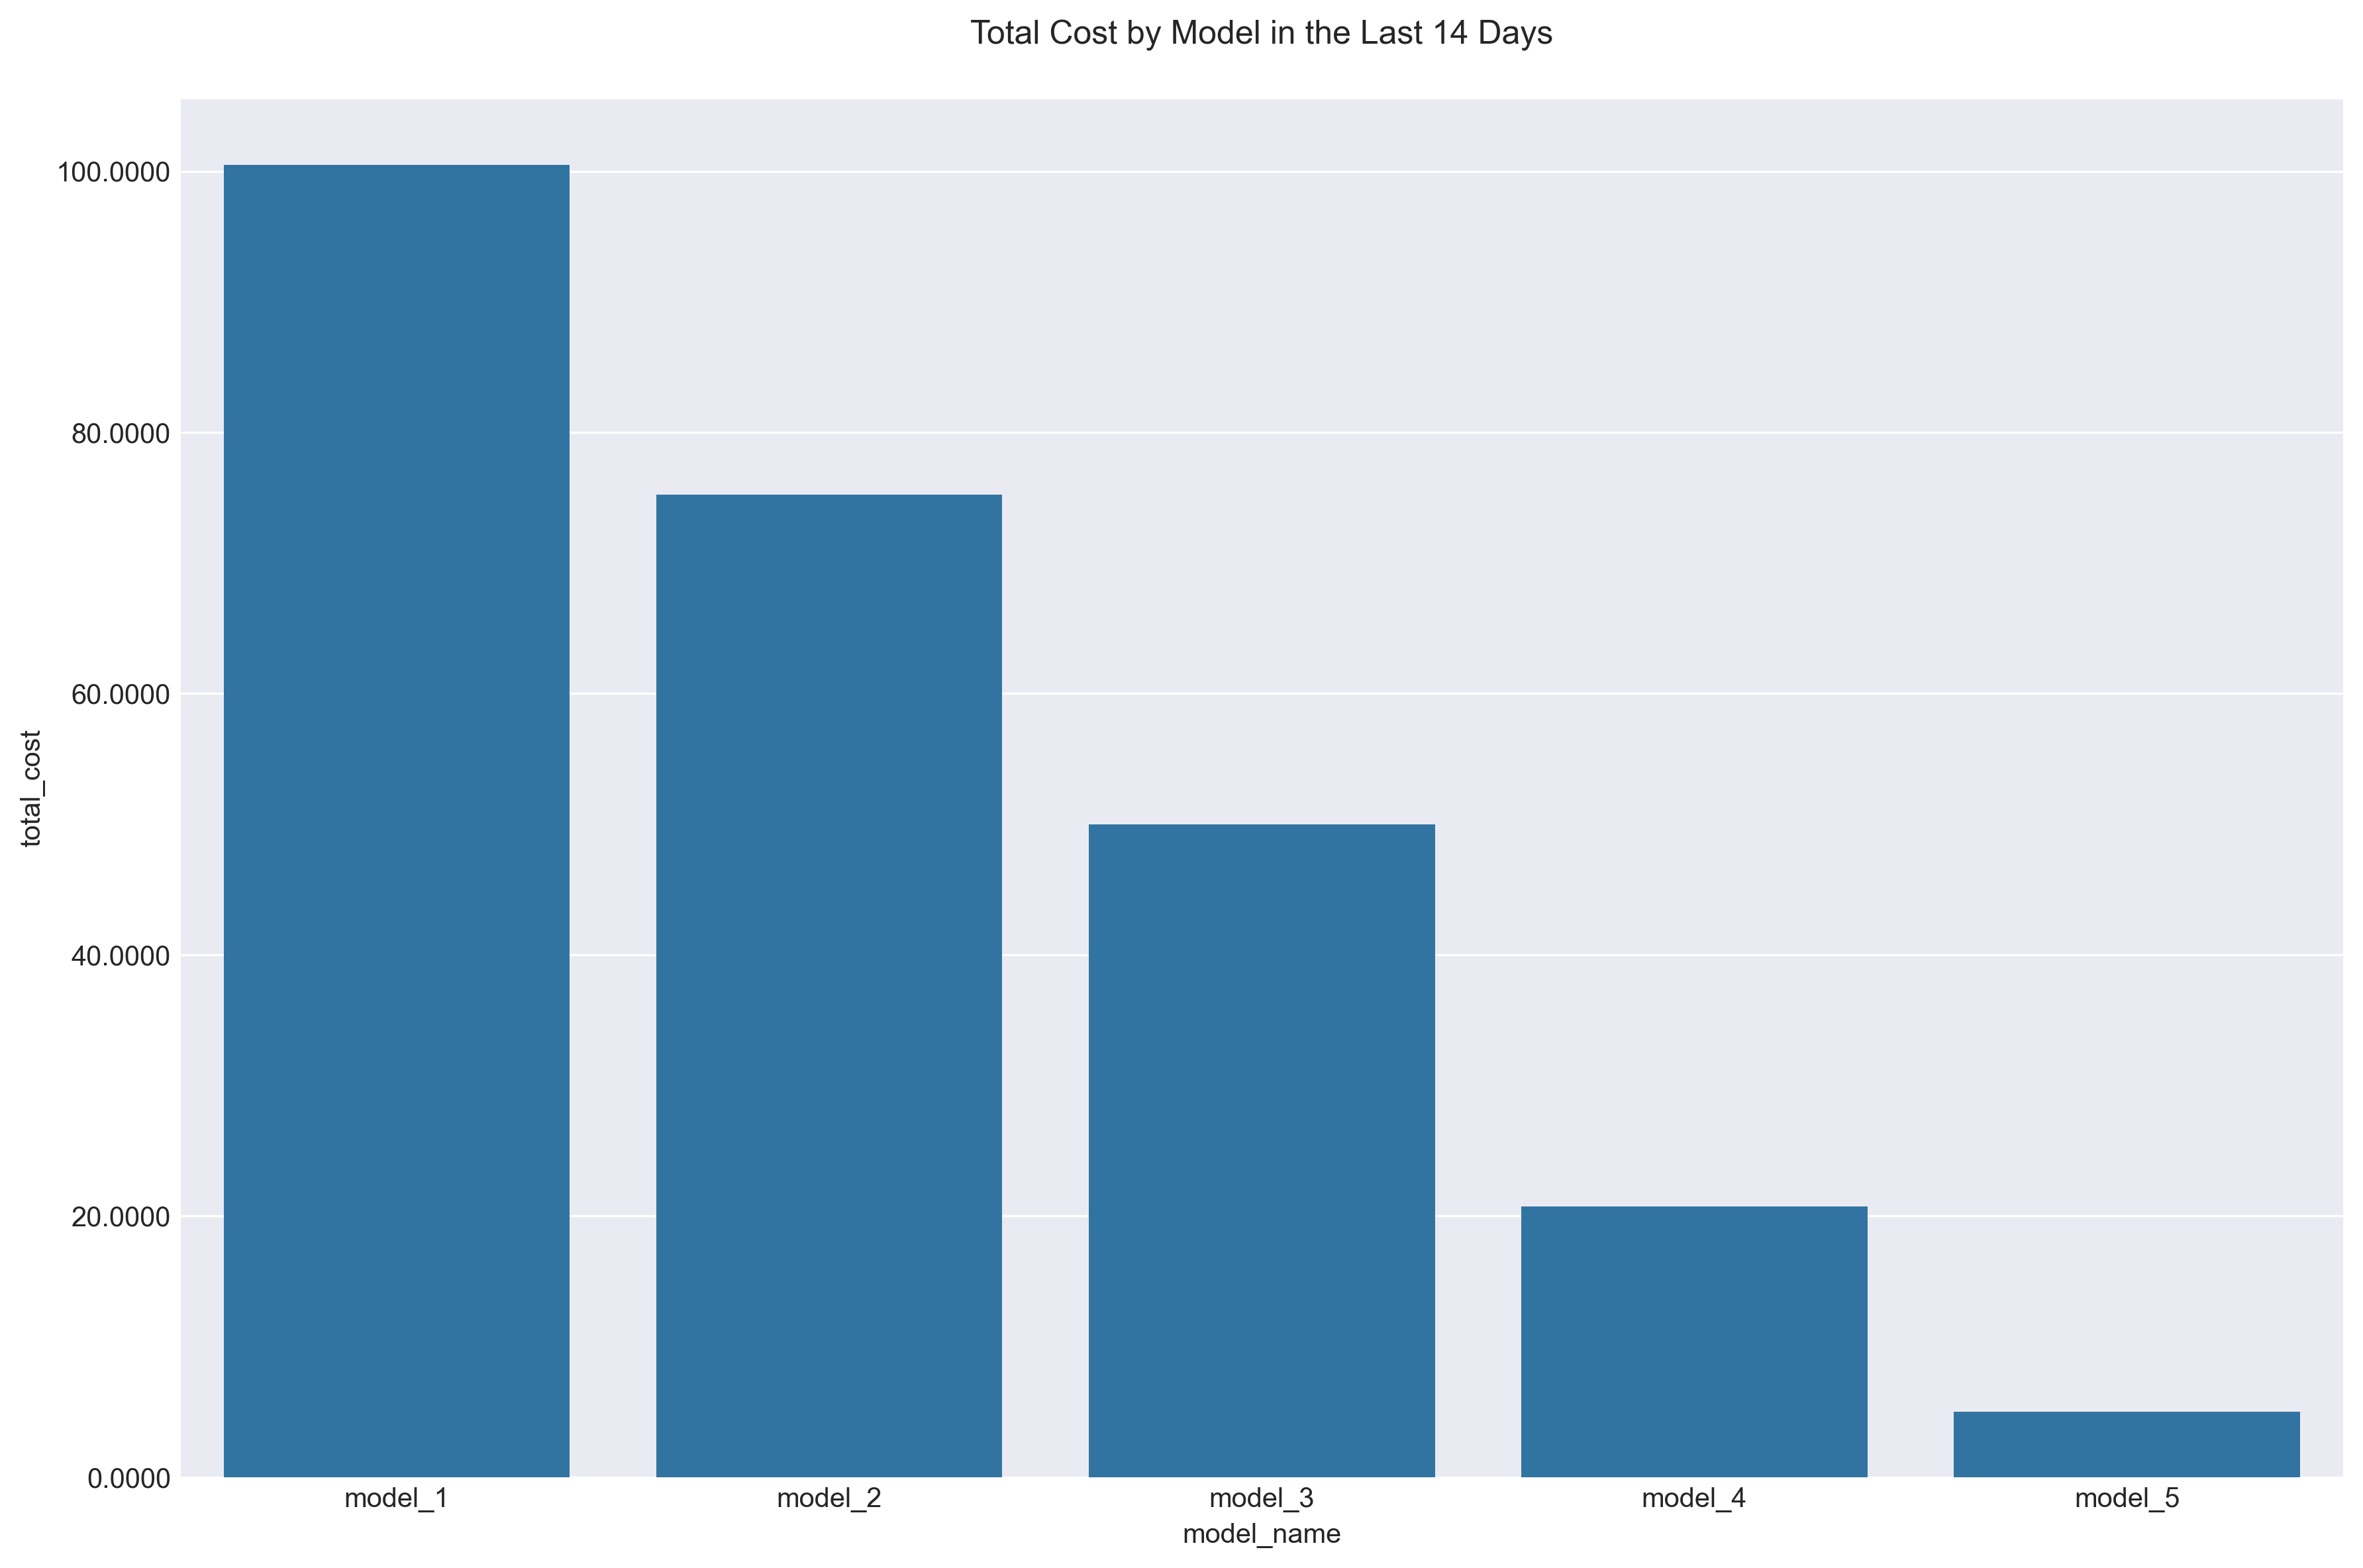 Total Cost by Model in the Last 14 Days
100.0000
80.0000
60.0000
40.0000
20.0000
0.0000
total_cost
model_1 model_2 model_3 model_4 model_5
model_name